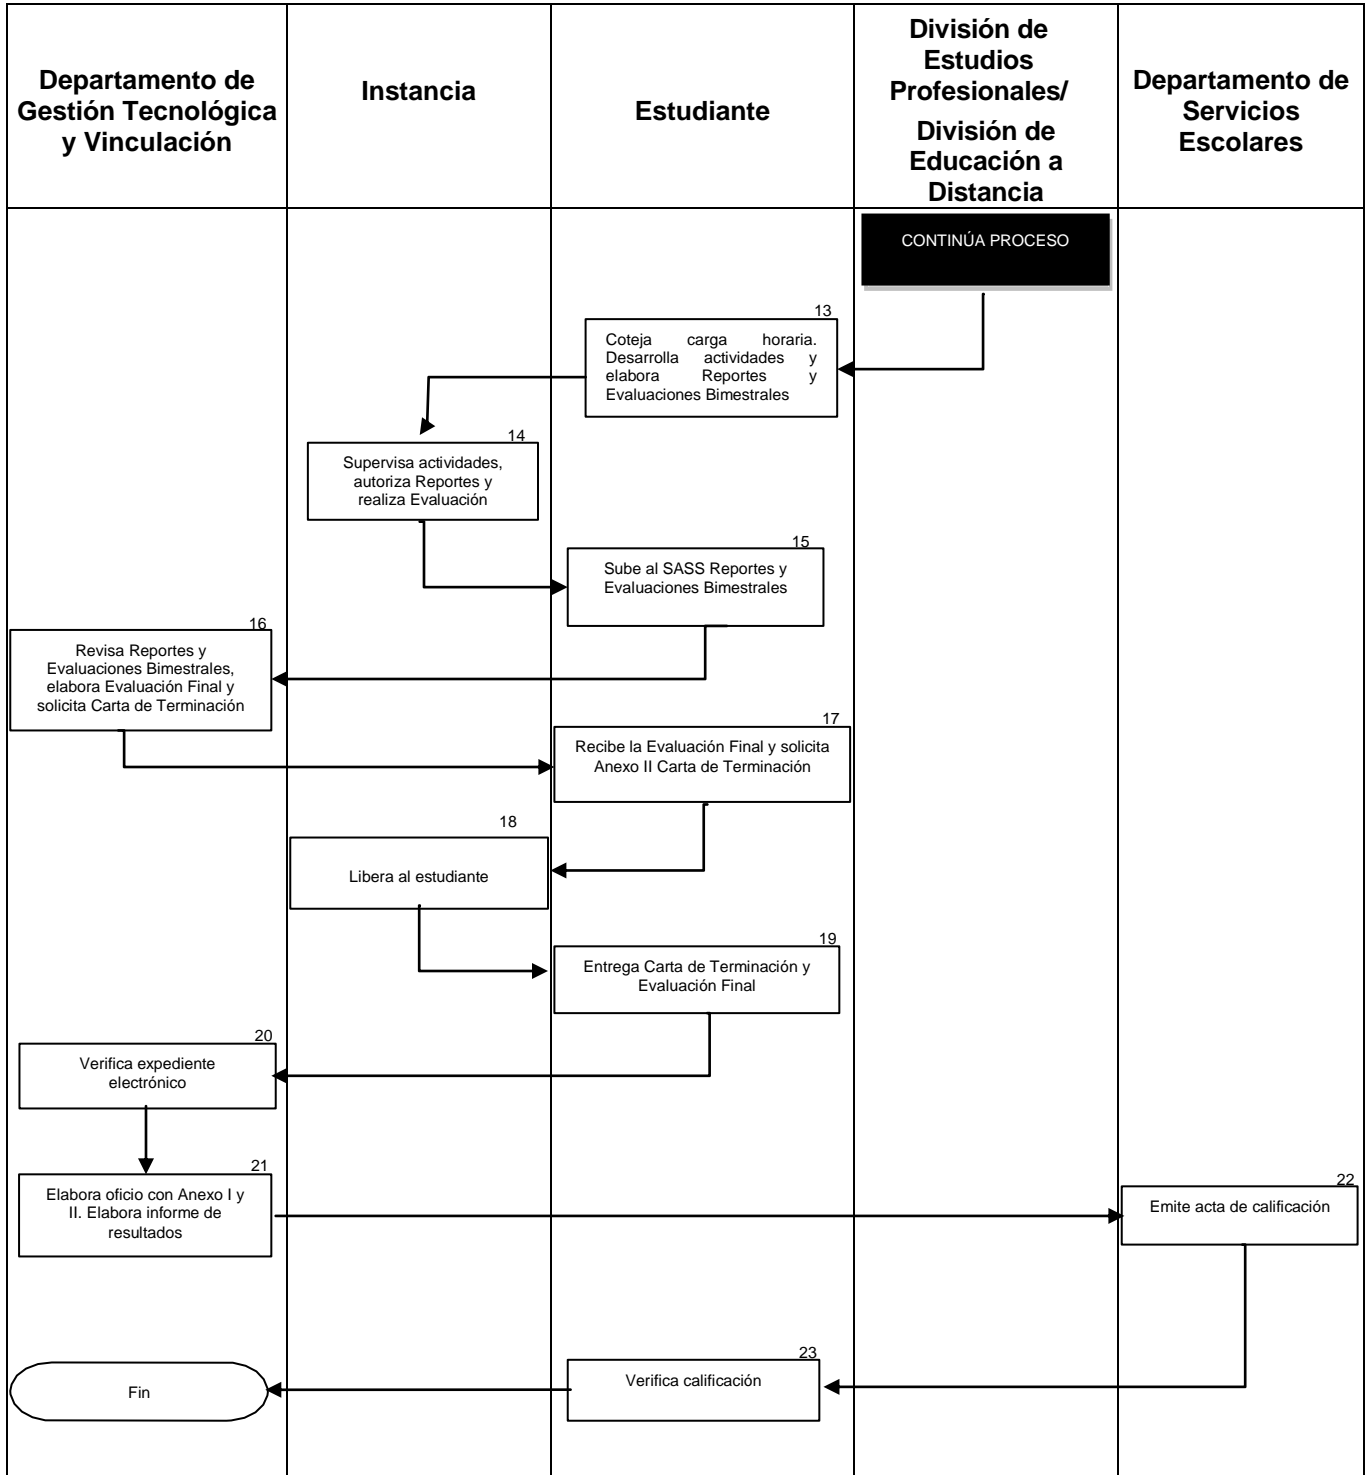 Departamento de
Gestión Tecnológica
y Vinculación
Instancia
Estudiante
División de
Estudios
Profesionales/
División de
Educación a
Distancia
Departamento de
Servicios
Escolares
CONTINÚA PROCESO
13
Coteja carga horaria.
Desarrolla actividades y
elabora Reportes y
Evaluaciones Bimestrales
14
Supervisa actividades,
autoriza Reportes y
realiza Evaluación
15
Sube al SASS Reportes y
Evaluaciones Bimestrales
16
Revisa Reportes y
Evaluaciones Bimestrales,
elabora Evaluación Final y
solicita Carta de Terminación
17
Recibe la Evaluación Final y solicita
Anexo II Carta de Terminación
18
Libera al estudiante
19
Entrega Carta de Terminación y
Evaluación Final
20
Verifica expediente
electrónico
21
Elabora oficio con Anexo I y
II. Elabora informe de
resultados
22
Emite acta de calificación
23
Verifica calificación
Fin